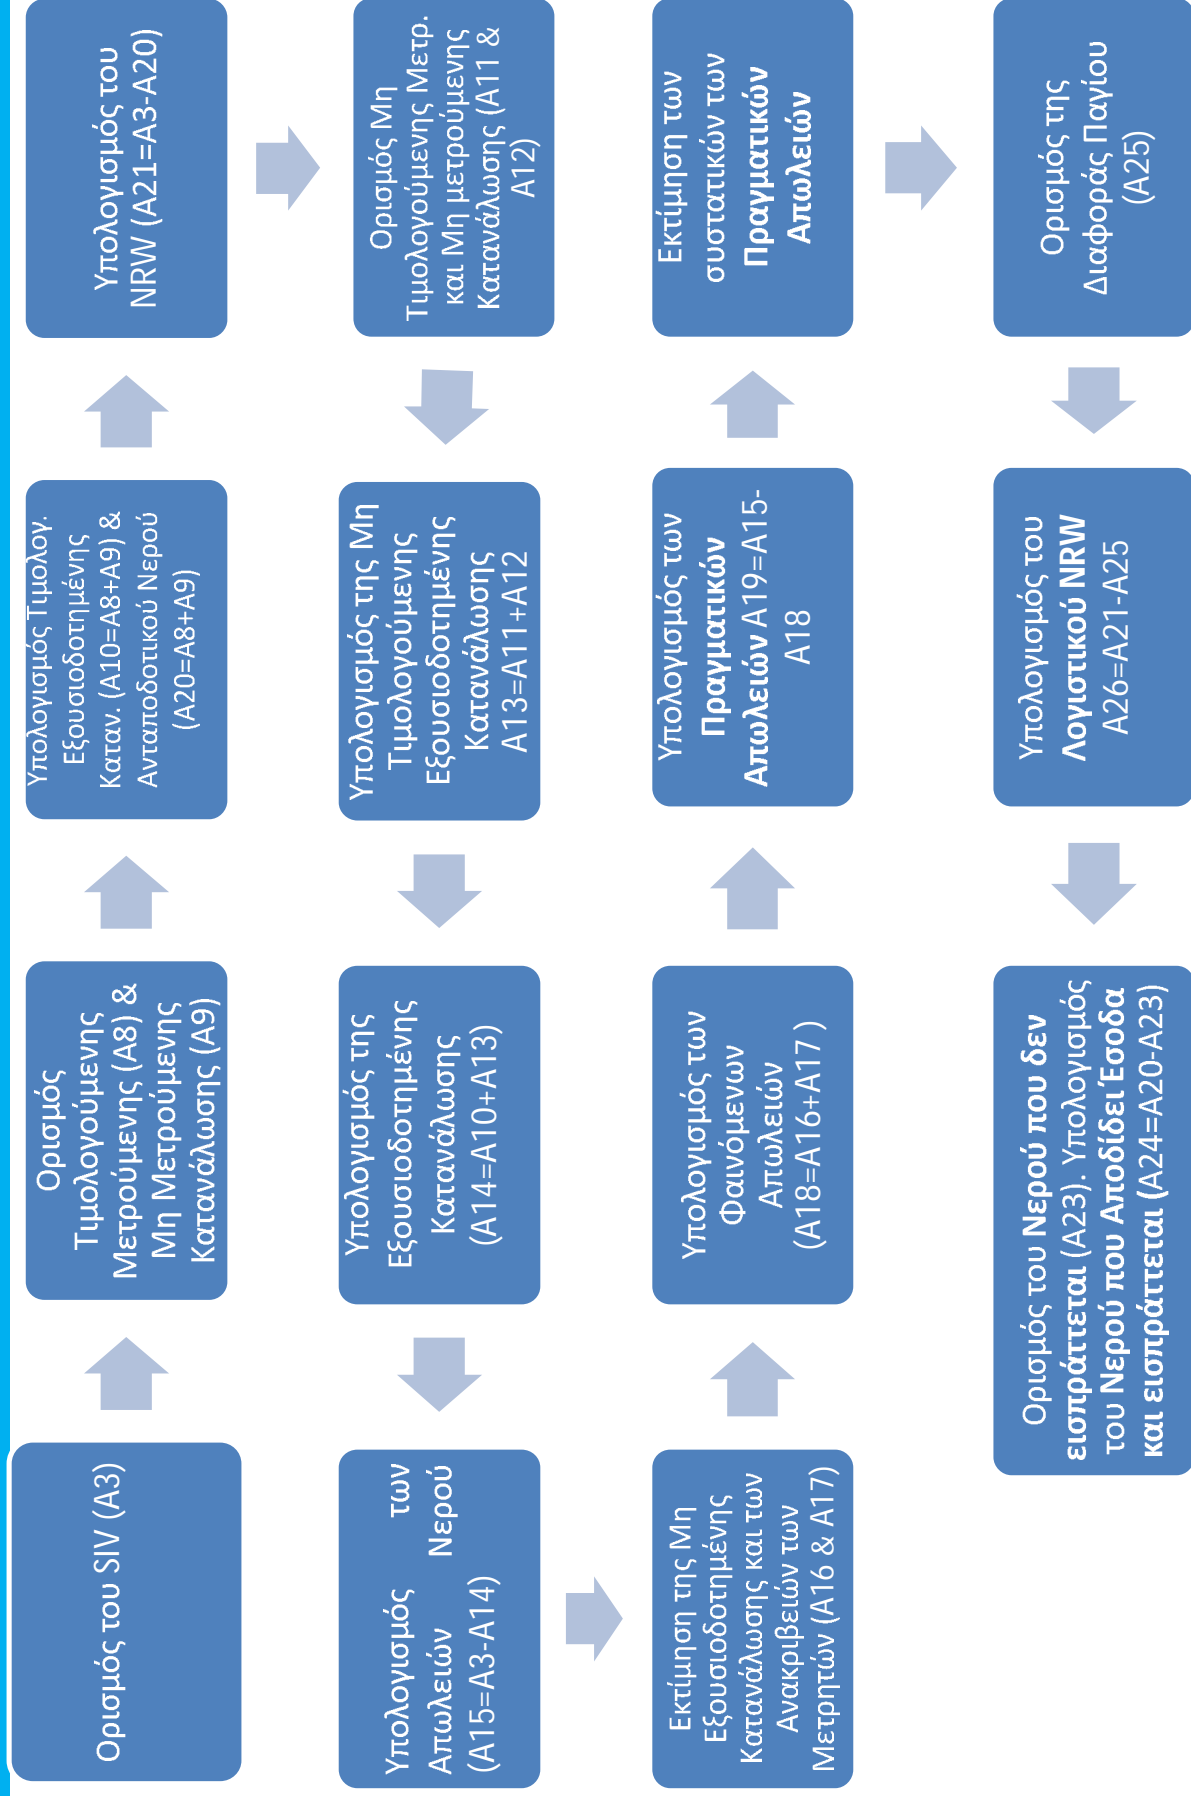 Ορισμός του SIV (A3)
Ορισμός
Τιμολογούμενης
Μετρούμενης (A8) &
Μη Μετρούμενης
Κατανάλωσης (A9)
Υπολογισμός Τιμολογ.
Εξουσιοδοτημένης
Καταν. (A10=A8+A9) &
Ανταποδοτικού Νερού
(A20=A8+A9)
Υπολογισμός του
NRW (A21=A3-A20)
Ορισμός Μη
Τιμολογούμενης Μετρ.
και Μη μετρούμενης
Κατανάλωσης (A11 &
A12)
Υπολογισμός της Μη
Τιμολογούμενης
Εξουσιοδοτημένης
Κατανάλωσης
A13=A11+A12
Υπολογισμός της
Εξουσιοδοτημένης
Κατανάλωσης
(A14=A10+A13)
Υπολογισμός των
Απωλειών Νερού
(A15=A3-A14)
Εκτίμηση της Μη
Εξουσιοδοτημένης
Κατανάλωσης και των
Ανακριβειών των
Μετρητών (A16 & A17)
Υπολογισμός των
Φαινόμενων
Απωλειών
(A18=A16+A17 )
Υπολογισμός των
Πραγματικών
Απωλειών A19=A15-
A18
Εκτίμηση των
συστατικών των
Πραγματικών
Απωλειών
Ορισμός της
Διαφοράς Παγίου
(A25)
Υπολογισμός του
Λογιστικού NRW
A26=A21-A25
Ορισμός του Νερού που δεν
εισπράττεται (A23). Υπολογισμός
του Νερού που Αποδίδει Έσοδα
και εισπράττεται (A24=A20-A23)